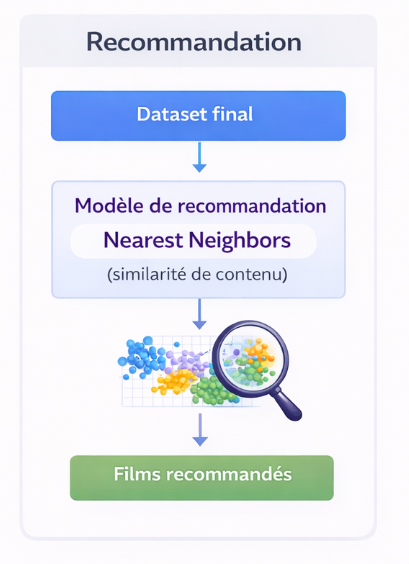 Recommandation
Dataset final
Modèle de recommandation
Nearest Neighbors
(similarité de contenu)
Films recommandés